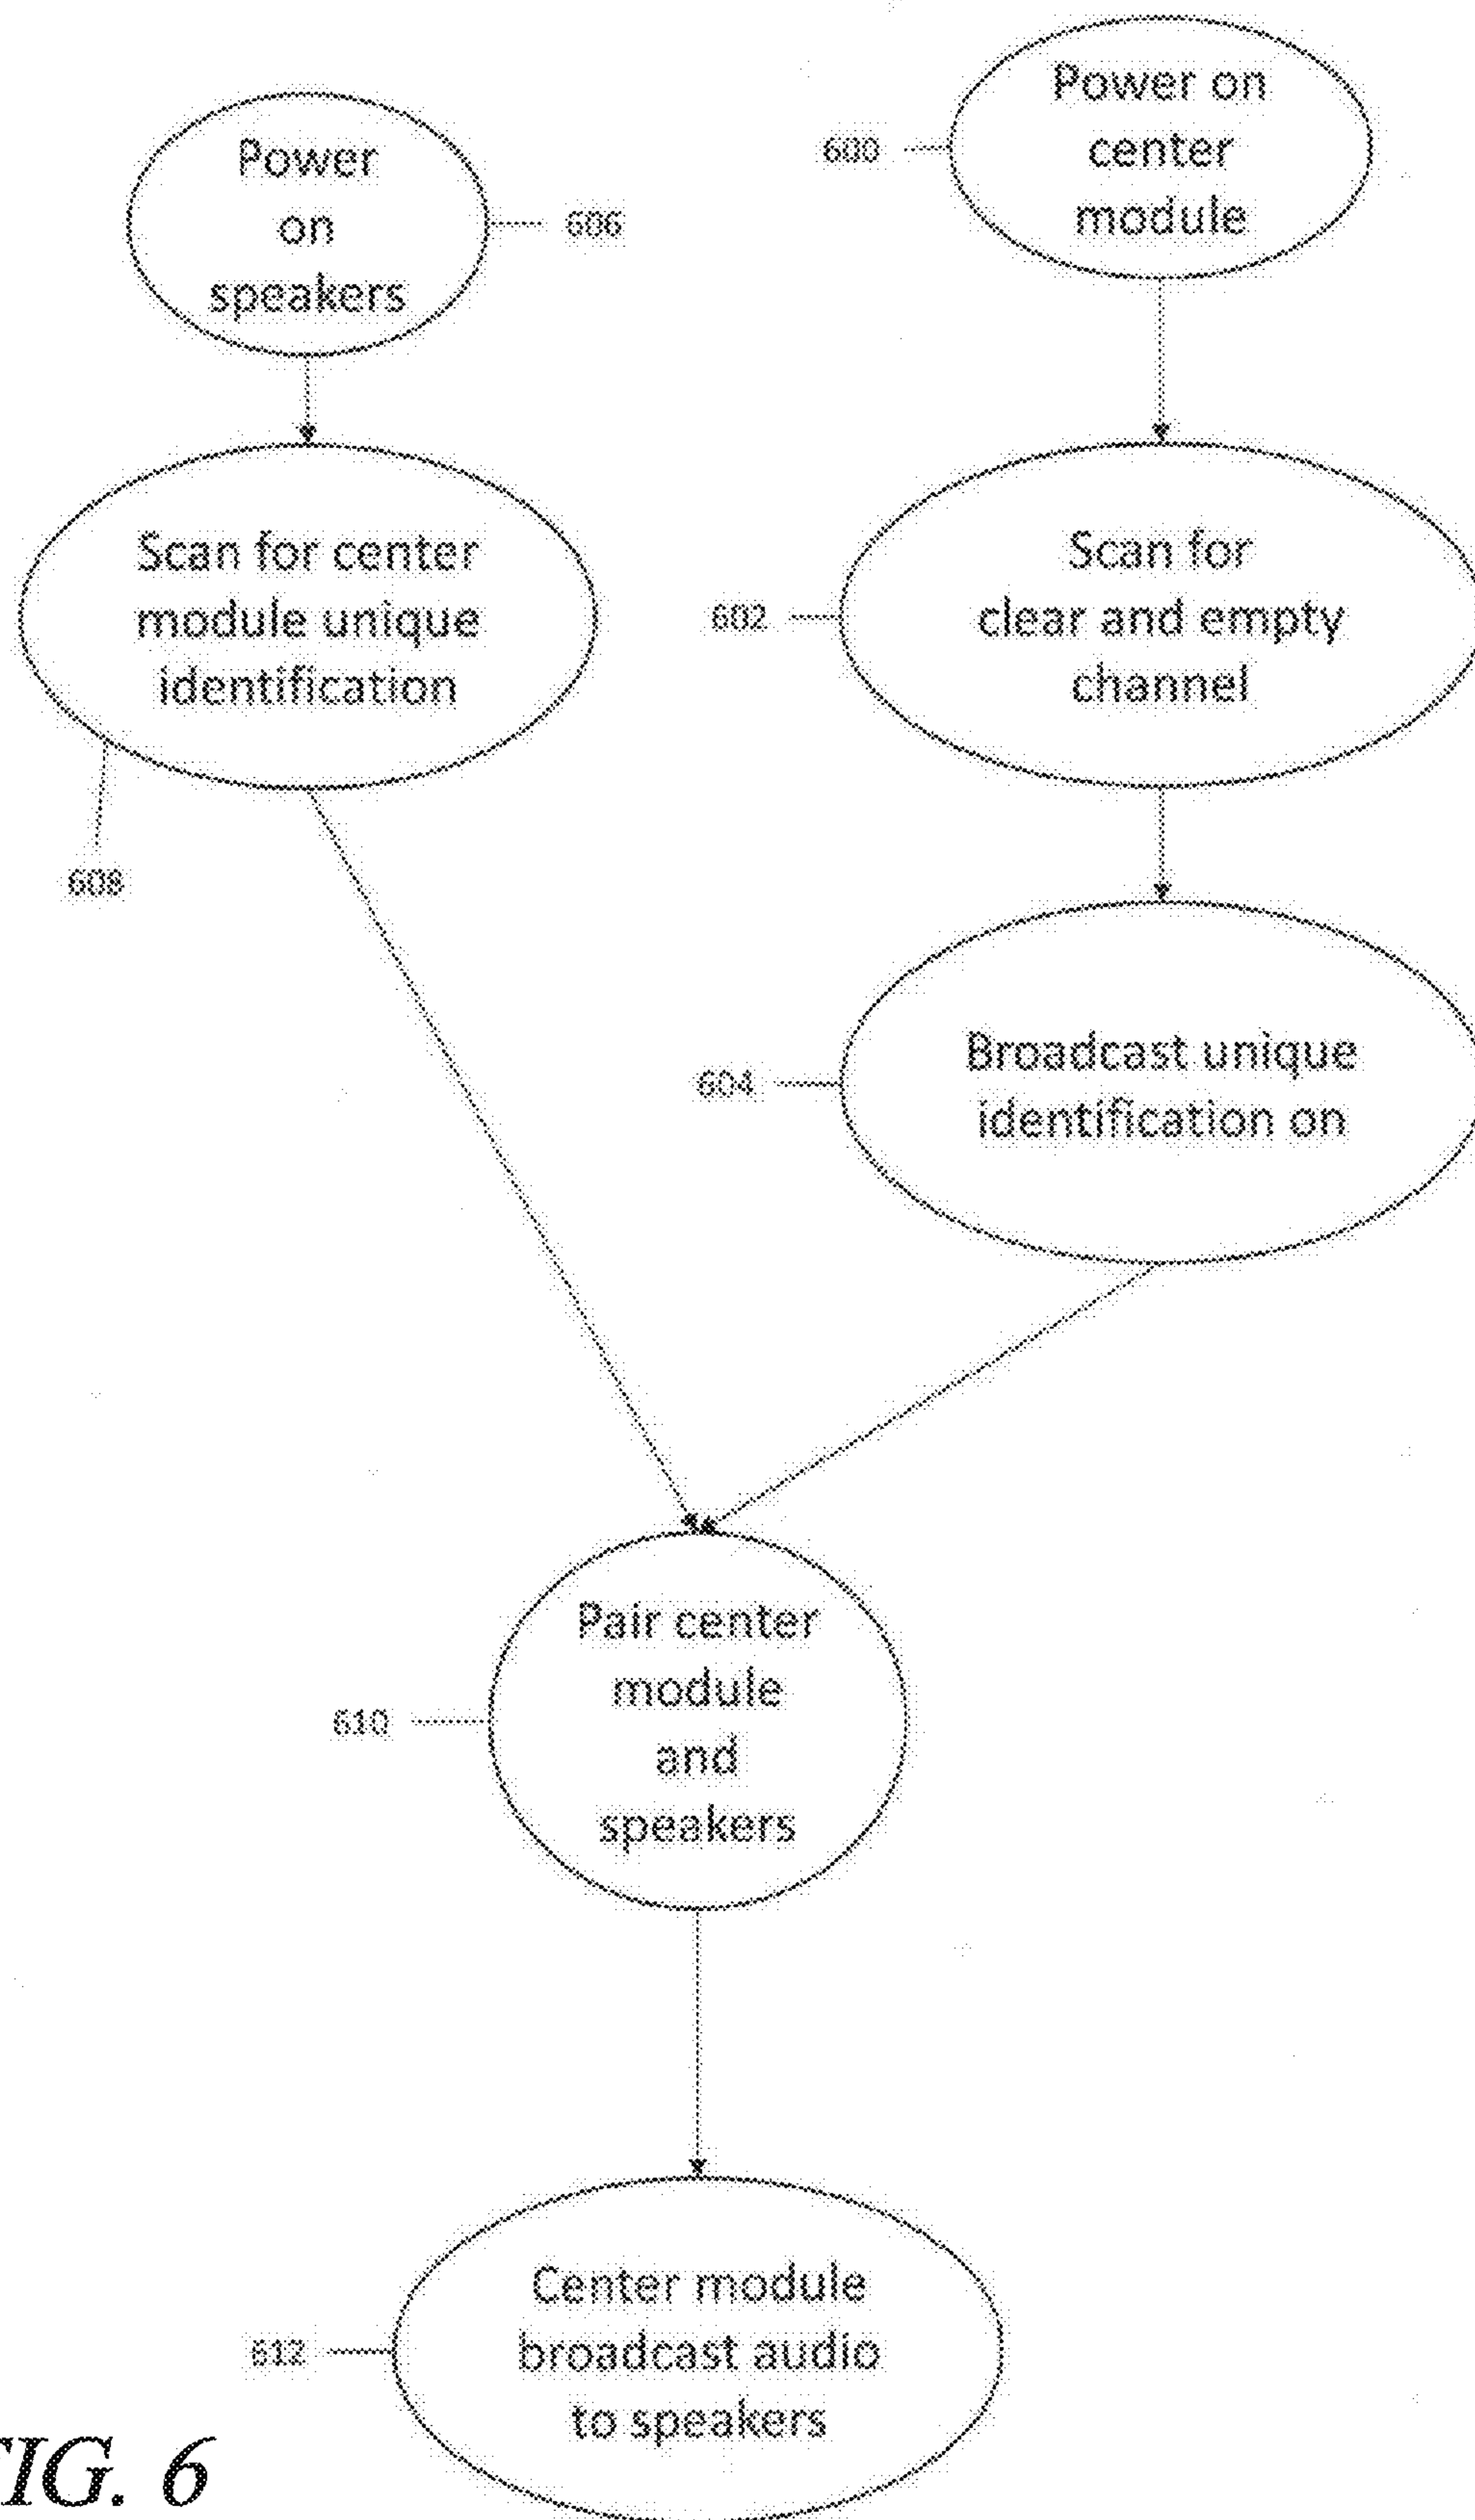 Power on
center
module
600
Power
on
speakers
606
Scan for center
module unique
identification
608
Scan for
clear and empty
channel
602
Broadcast unique
identification on
604
Pair center
module
and
speakers
610
Center module
broadcast audio
to speakers
612
FIG. 6